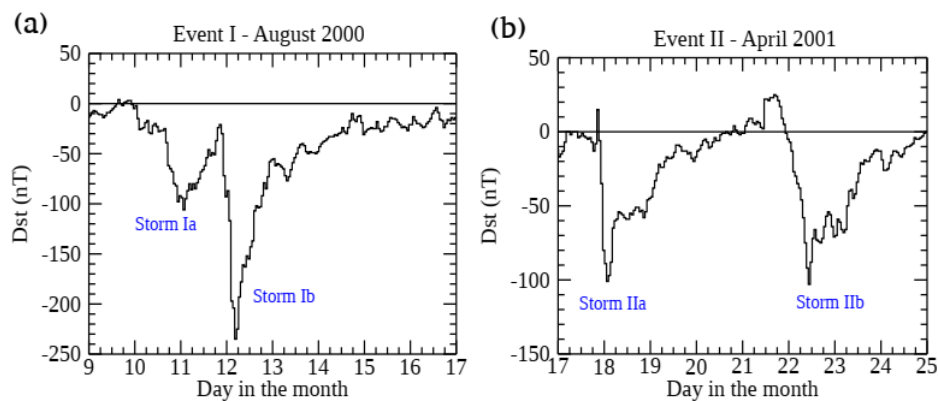 (a)
Event I - August 2000
50
0
-50
-100
-150
-200
-250
Dst (nT)
Storm Ia
Storm Ib
9 10 11 12 13 14 15 16 17
Day in the month
(b)
Event II - April 2001
50
0
-50
-100
-150
Dst (nT)
Storm IIa
Storm IIb
17 18 19 20 21 22 23 24 25
Day in the month